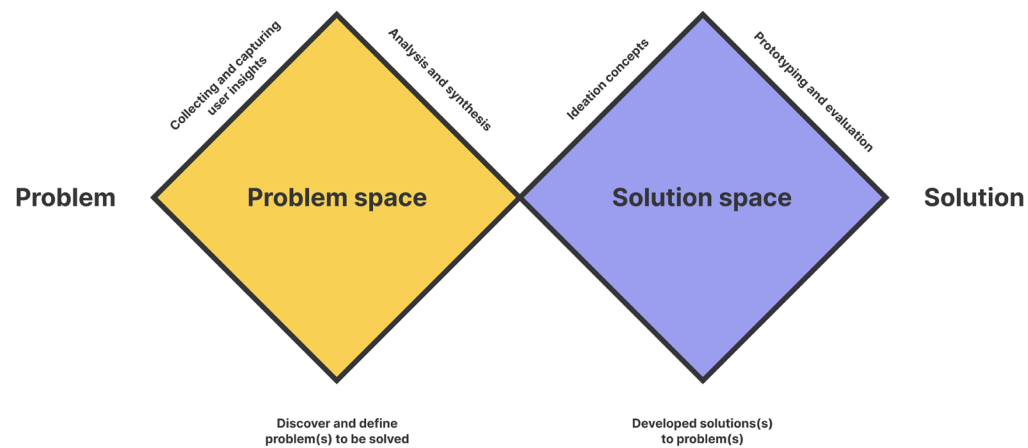 Collecting and capturing
user insights
Analysis and synthesis
Ideation concepts
Prototyping and evaluation
Problem
Problem space
Solution space
Solution
Discover and define
problem(s) to be solved
Developed solutions(s)
to problem(s)